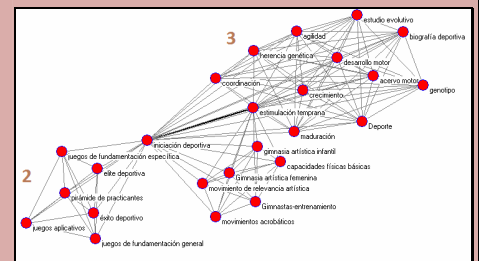 estudio evolutivo
agilidad
biografía deportiva
3
herencia genética
desarrollo motor
coordinación
acervo motor
genotipo
crecimiento
estimulación temprana
Deporte
maduración
iniciación deportiva
gimnasia artística infantil
juegos de fundamentación específica
capacidades físicas básicas
elite deportiva
Gimnasia artística femenina
2
movimiento de relevancia artística
pirámide de practicantes
Gimnastas-entrenamiento
éxito deportivo
movimientos acrobáticos
juegos aplicativos
juegos de fundamentación general